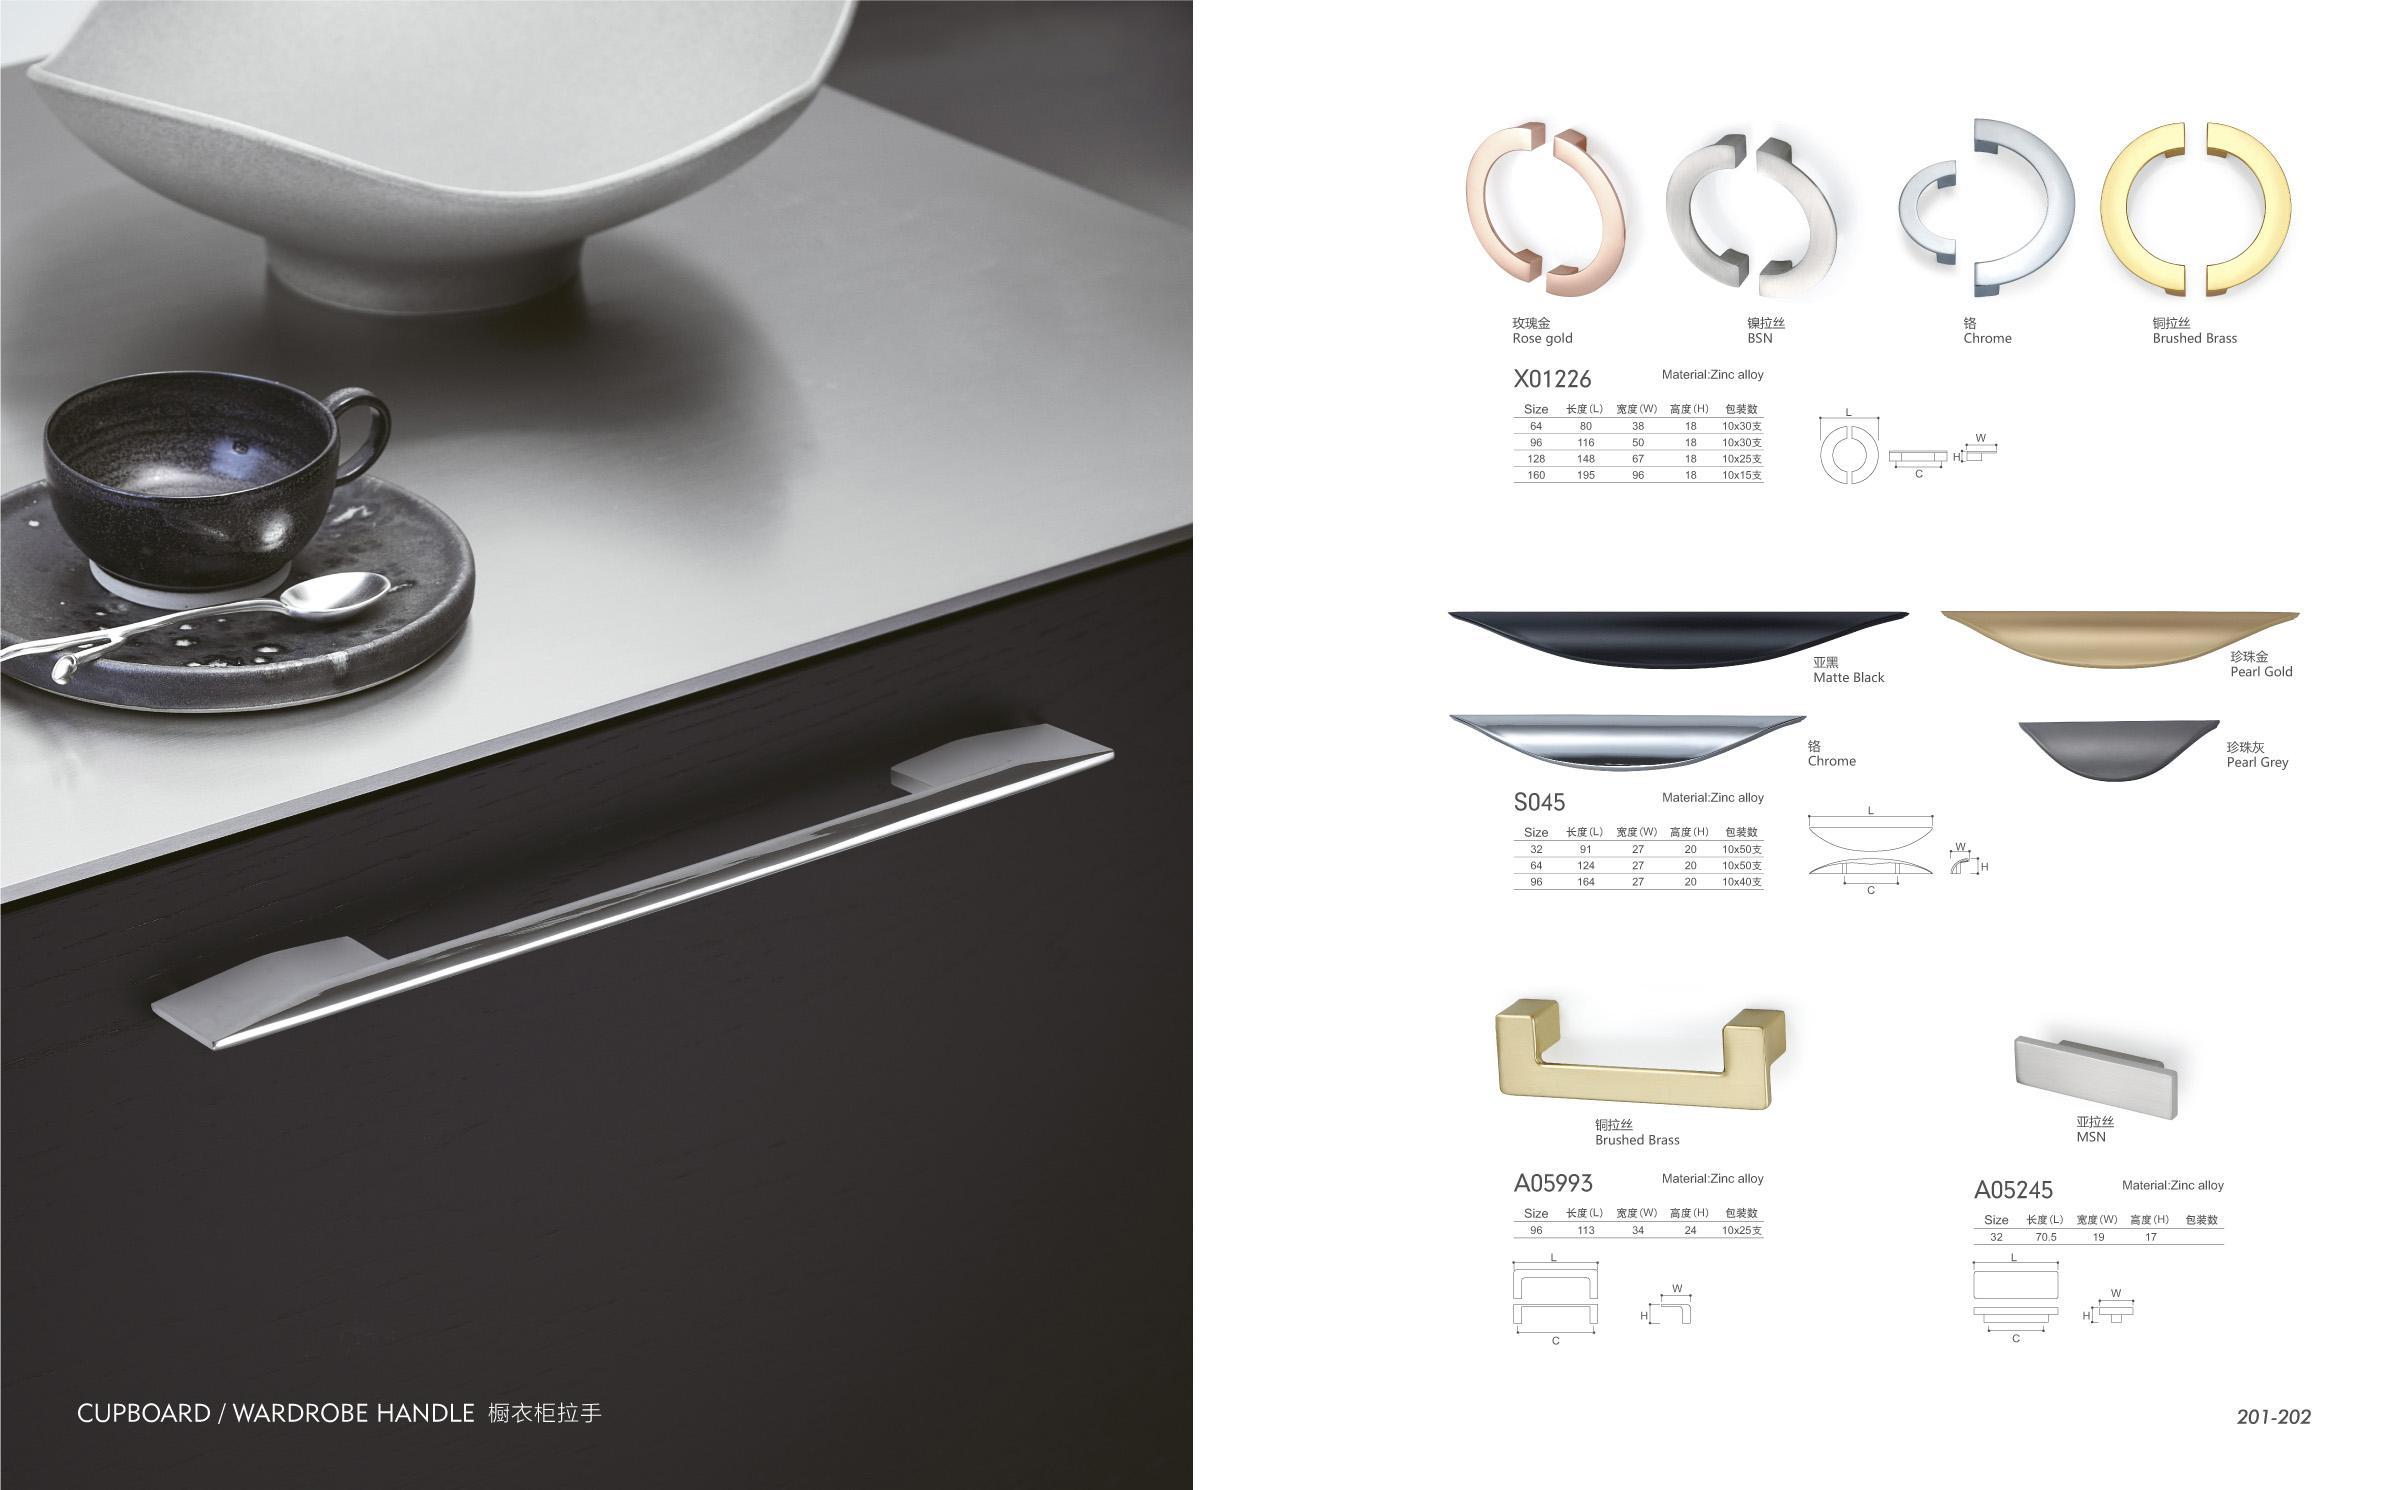 玫瑰金
Rose gold
镍拉丝
BSN
铬
Chrome
铜拉丝
Brushed Brass
X01226 Material:Zinc alloy
Size 长度(L) 宽度(W) 高度(H) 包装数
64 80 38 18 10x30支
96 116 50 18 10x30支
128 148 67 18 10x25支
160 195 96 18 10x15支
L
W
H
C
亚黑
Matte Black
珍珠金
Pearl Gold
铬
Chrome
珍珠灰
Pearl Grey
S045 Material:Zinc alloy
Size 长度(L) 宽度(W) 高度(H) 包装数
32 91 27 20 10x50支
64 124 27 20 10x50支
96 164 27 20 10x40支
L
W
H
C
铜拉丝
Brushed Brass
亚拉丝
MSN
A05993 Material:Zinc alloy
Size 长度(L) 宽度(W) 高度(H) 包装数
96 113 34 24 10x25支
L
W
H
C
A05245 Material:Zinc alloy
Size 长度(L) 宽度(W) 高度(H) 包装数
32 70.5 19 17
L
W
H
C
CUPBOARD / WARDROBE HANDLE 橱衣柜拉手
201-202